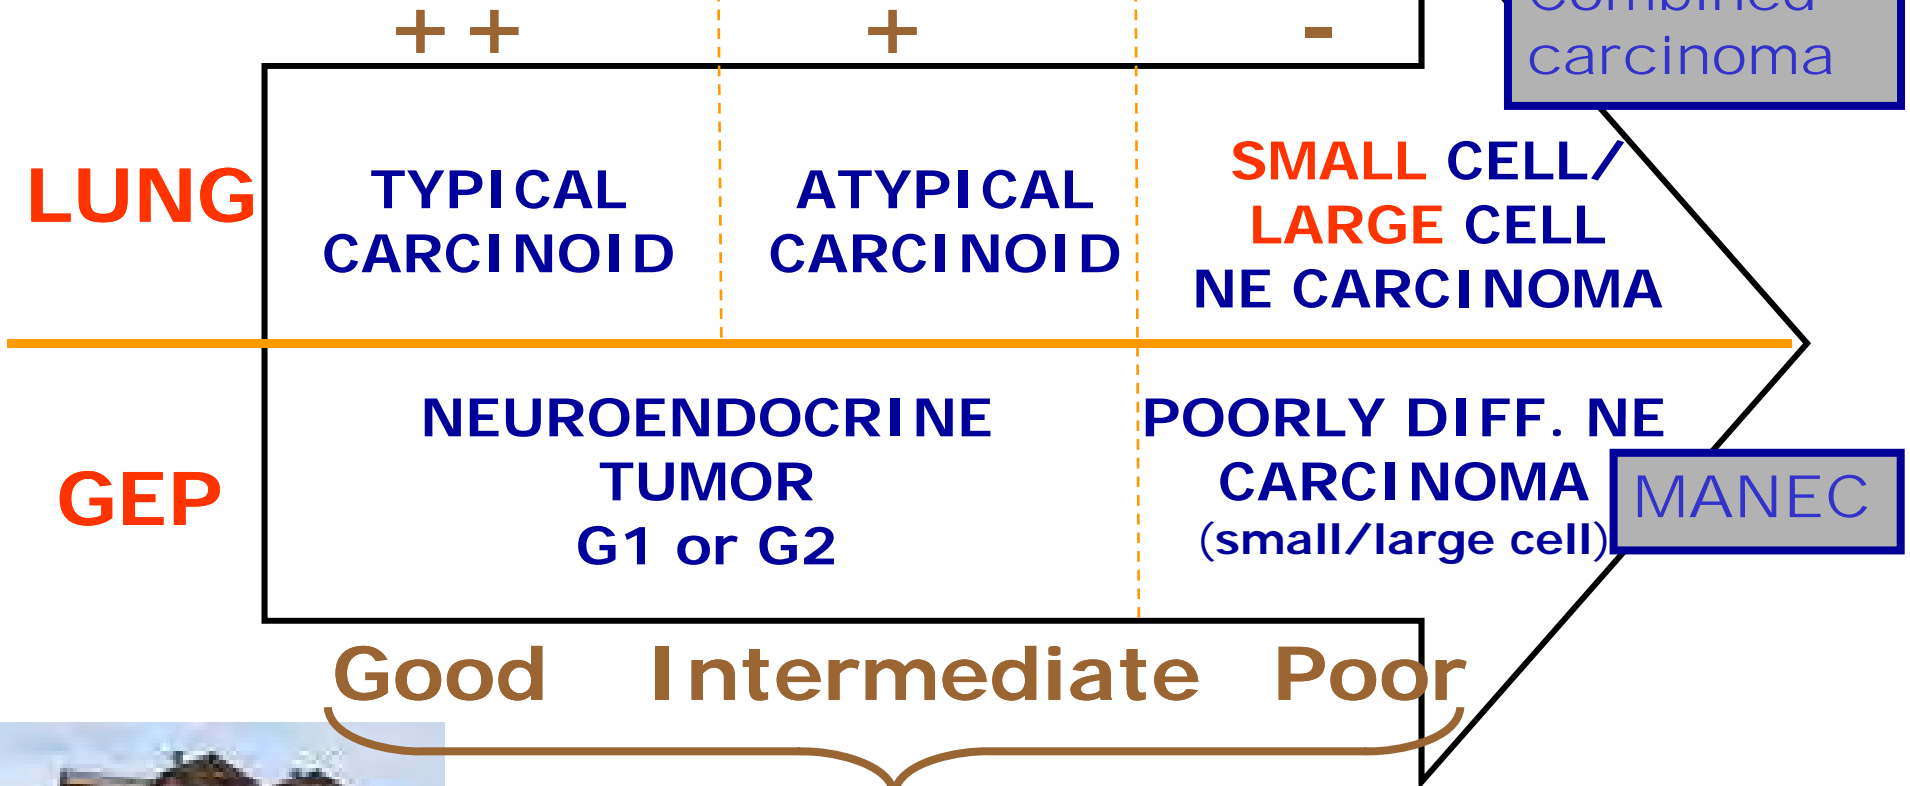 ++ + -
Combined
carcinoma
LUNG
TYPICAL
CARCINOID
ATYPICAL
CARCINOID
SMALL CELL/
LARGE CELL
NE CARCINOMA
GEP
NEUROENDOCRINE
TUMOR
G1 or G2
POORLY DIFF. NE
CARCINOMA
(small/large cell)
MANEC
Good Intermediate Poor